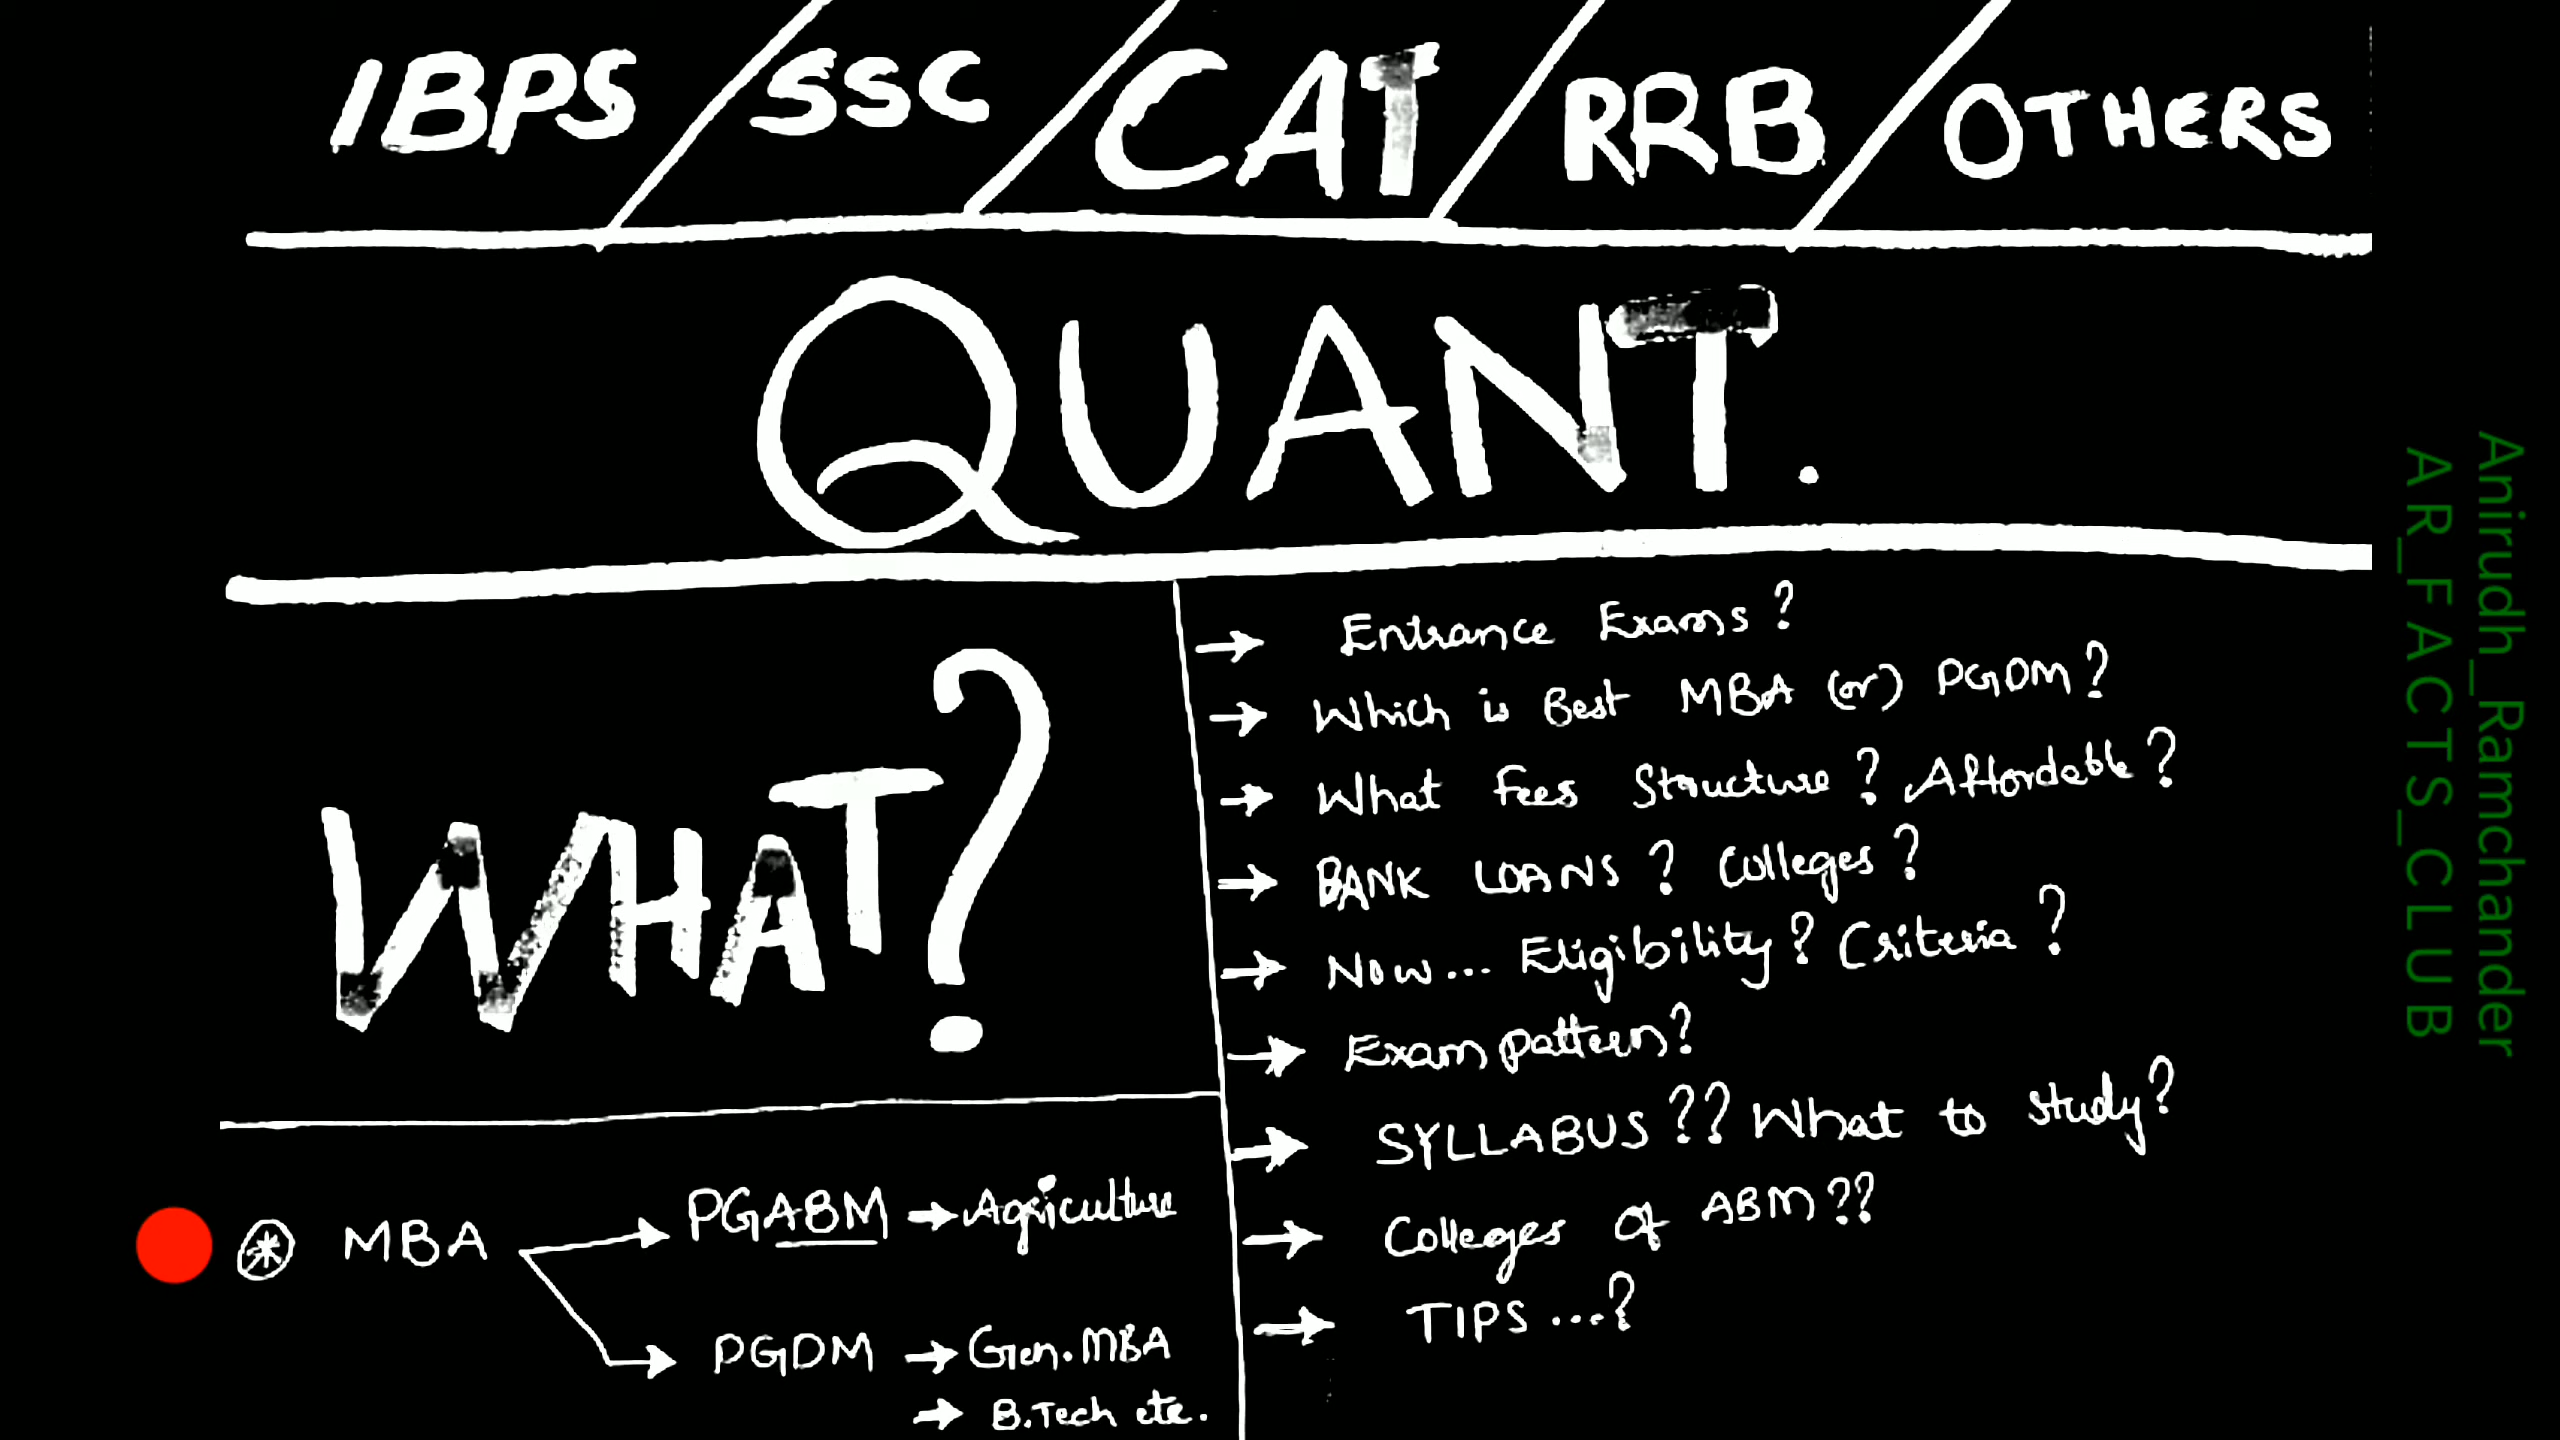 IBPS / SSC / CAT / RRB / OTHERS
QUANT.
WHAT?
→ Entrance Exams?
→ Which is Best MBA (or) PGDM?
→ What Fees Structure? Affordable?
→ BANK LOANS? Colleges?
→ Now... Eligibility? Criteria?
→ Exam pattern?
→ SYLLABUS?? What to study?
→ Colleges of ABM??
→ TIPS ...?
* MBA → PGABM → Agriculture
→ PGDM → Gen. MBA
→ B.Tech etc.
Anirudh_Ramchander
AR_FACTS_CLUB